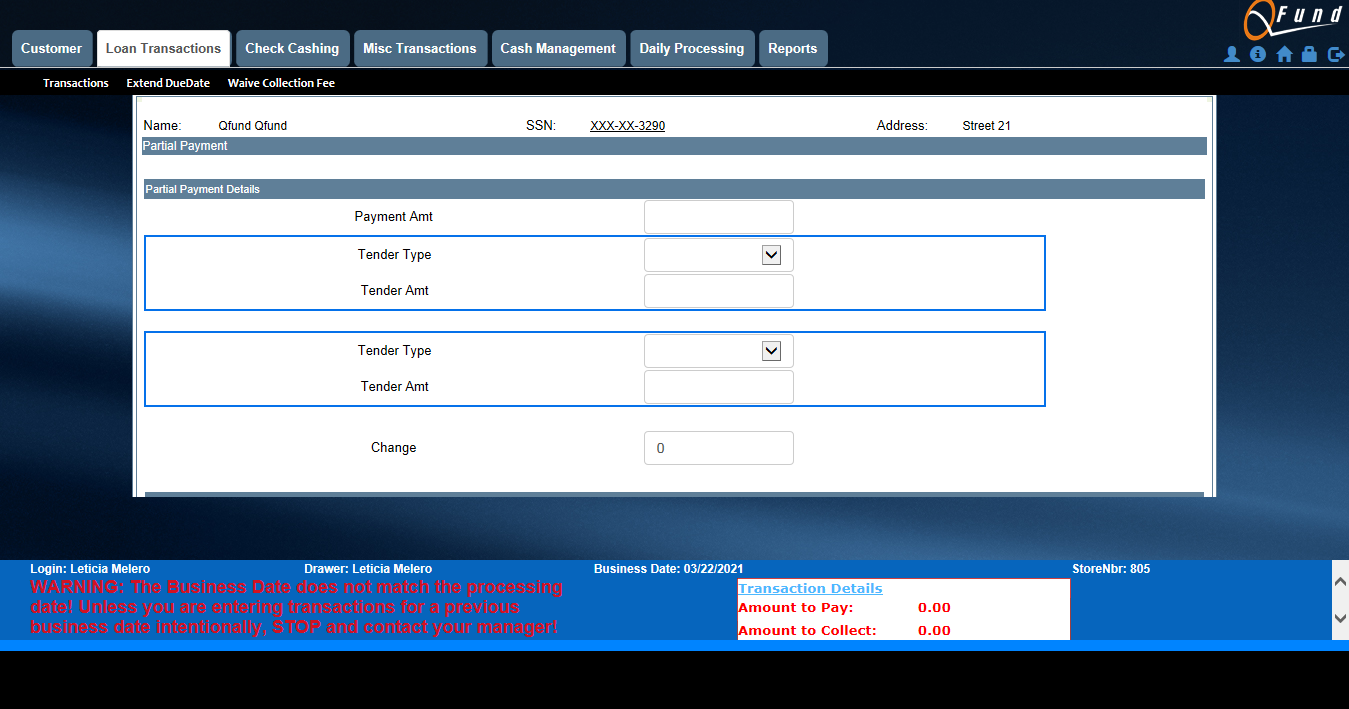 QFund
Customer Loan Transactions Check Cashing Misc Transactions Cash Management Daily Processing Reports
Transactions Extend DueDate Waive Collection Fee
Name: Qfund Qfund SSN: XXX-XX-3290 Address: Street 21
Partial Payment
Partial Payment Details
Payment Amt
Tender Type
Tender Amt
Tender Type
Tender Amt
Change 0
Login: Leticia Melero Drawer: Leticia Melero Business Date: 03/22/2021 StoreNbr: 805
WARNING: The Business Date does not match the processing
date! Unless you are entering transactions for a previous
business date intentionally, STOP and contact your manager!
Transaction Details
Amount to Pay: 0.00
Amount to Collect: 0.00